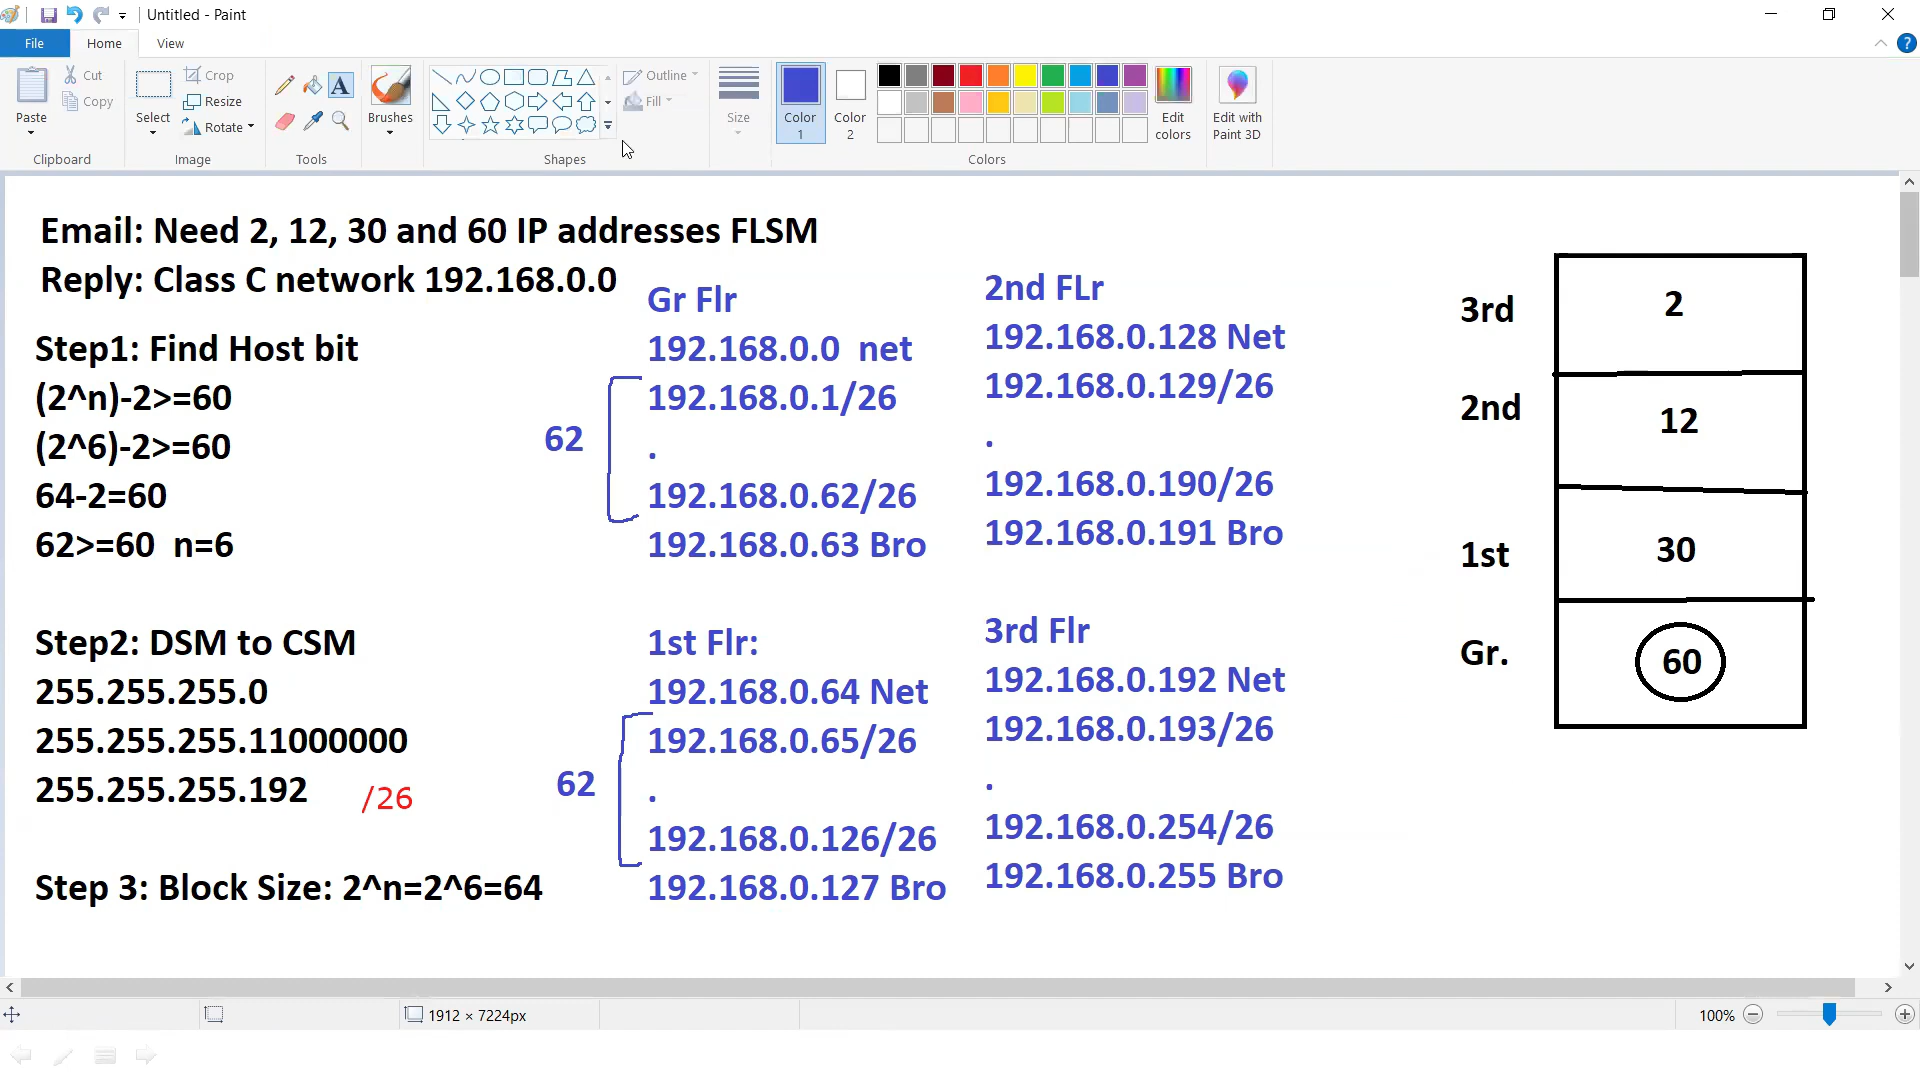 Untitled - Paint
File
Home
View
Paste
Cut
Copy
Clipboard
Select
Crop
Resize
Rotate
Image
A
Tools
Brushes
Shapes
Outline
Fill
Size
Color 1
Color 2
Colors
Edit colors
Edit with Paint 3D
?
Email: Need 2, 12, 30 and 60 IP addresses FLSM
Reply: Class C network 192.168.0.0
Step1: Find Host bit
(2^n)-2>=60
(2^6)-2>=60
64-2=60
62>=60  n=6
Step2: DSM to CSM
255.255.255.0
255.255.255.11000000
255.255.255.192
/26
Step 3: Block Size: 2^n=2^6=64
Gr Flr
192.168.0.0  net
192.168.0.1/26
.
192.168.0.62/26
192.168.0.63 Bro
62
1st Flr:
192.168.0.64 Net
192.168.0.65/26
.
192.168.0.126/26
192.168.0.127 Bro
62
2nd FLr
192.168.0.128 Net
192.168.0.129/26
.
192.168.0.190/26
192.168.0.191 Bro
3rd Flr
192.168.0.192 Net
192.168.0.193/26
.
192.168.0.254/26
192.168.0.255 Bro
3rd
2
2nd
12
1st
30
Gr.
60
1912 × 7224px
100%